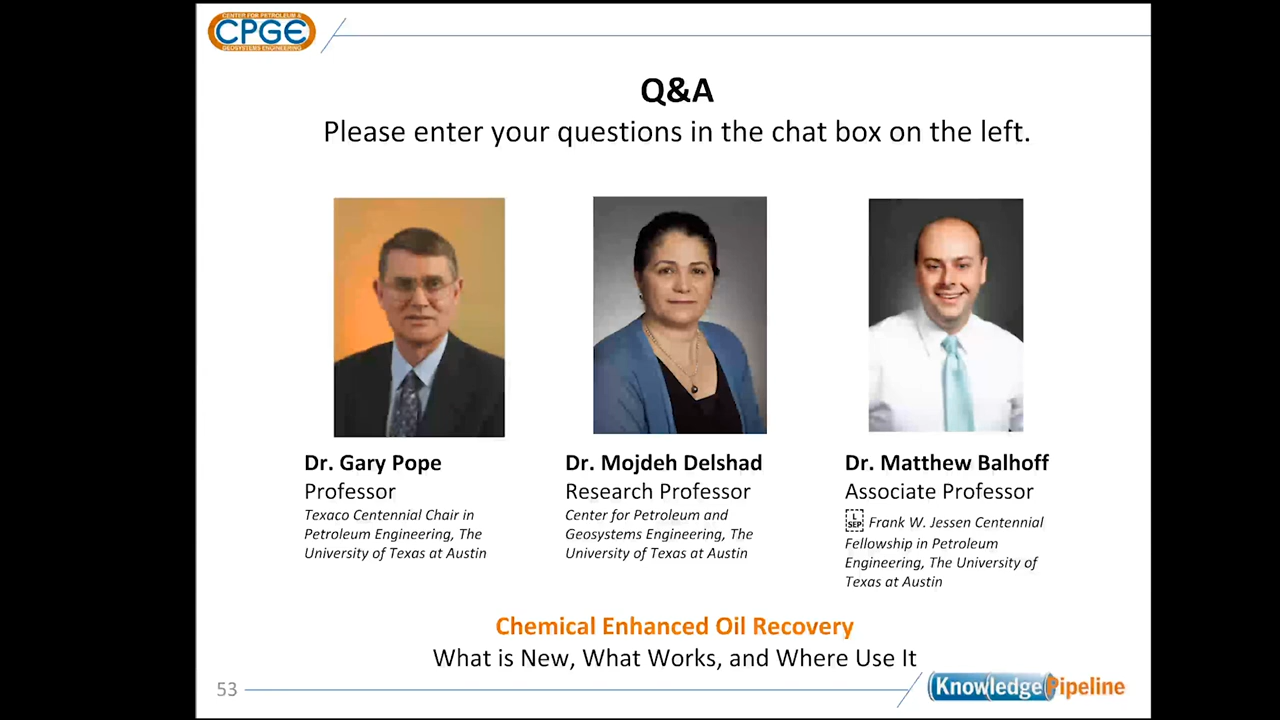 CENTER FOR PETROLEUM &
CPGE
GEOSYSTEMS ENGINEERING
Q&A
Please enter your questions in the chat box on the left.
Dr. Gary Pope
Professor
Texaco Centennial Chair in
Petroleum Engineering, The
University of Texas at Austin
Dr. Mojdeh Delshad
Research Professor
Center for Petroleum and
Geosystems Engineering, The
University of Texas at Austin
Dr. Matthew Balhoff
Associate Professor
L SEP Frank W. Jessen Centennial
Fellowship in Petroleum
Engineering, The University of
Texas at Austin
Chemical Enhanced Oil Recovery
What is New, What Works, and Where Use It
53
Knowledge Pipeline